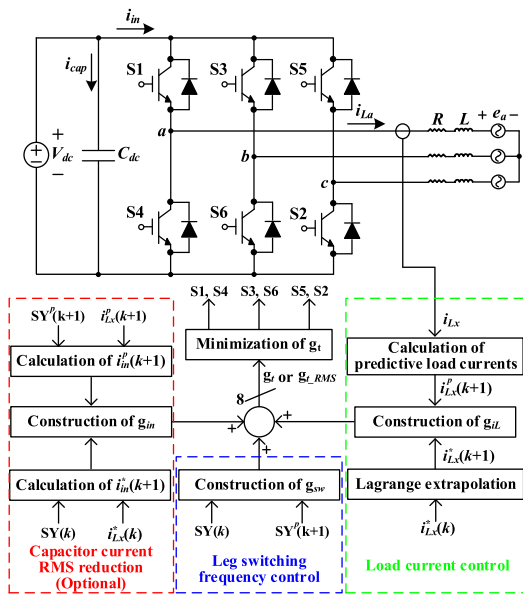 i_in
S1 S3 S5
i_cap
i_La
+ e_a −
R L
a
+
V_dc
−
C_dc
b
c
S4 S6 S2
S1, S4 S3, S6 S5, S2
SY^p(k+1) i^p_Lx(k+1)
i_Lx
Minimization of g_t
Calculation of
i^p_in(k+1)
Calculation of
predictive load currents
g_t or g_t_RMS
8
i^p_Lx(k+1)
Construction of g_in
+
+
+
Construction of g_iL
i^*_Lx(k+1)
Calculation of i^*_in(k+1)
Construction of g_sw
Lagrange extrapolation
SY(k) i^*_Lx(k)
SY(k) SY^p(k+1)
i^*_Lx(k)
Capacitor current
RMS reduction
(Optional)
Leg switching
frequency control
Load current control